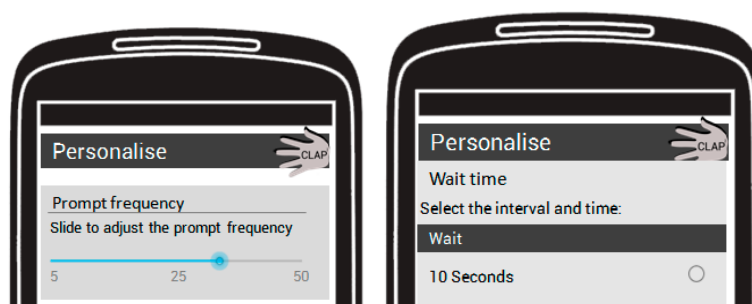 Personalise
CLAP
Prompt frequency
Slide to adjust the prompt frequency
5 25 50
Personalise
CLAP
Wait time
Select the interval and time:
Wait
10 Seconds